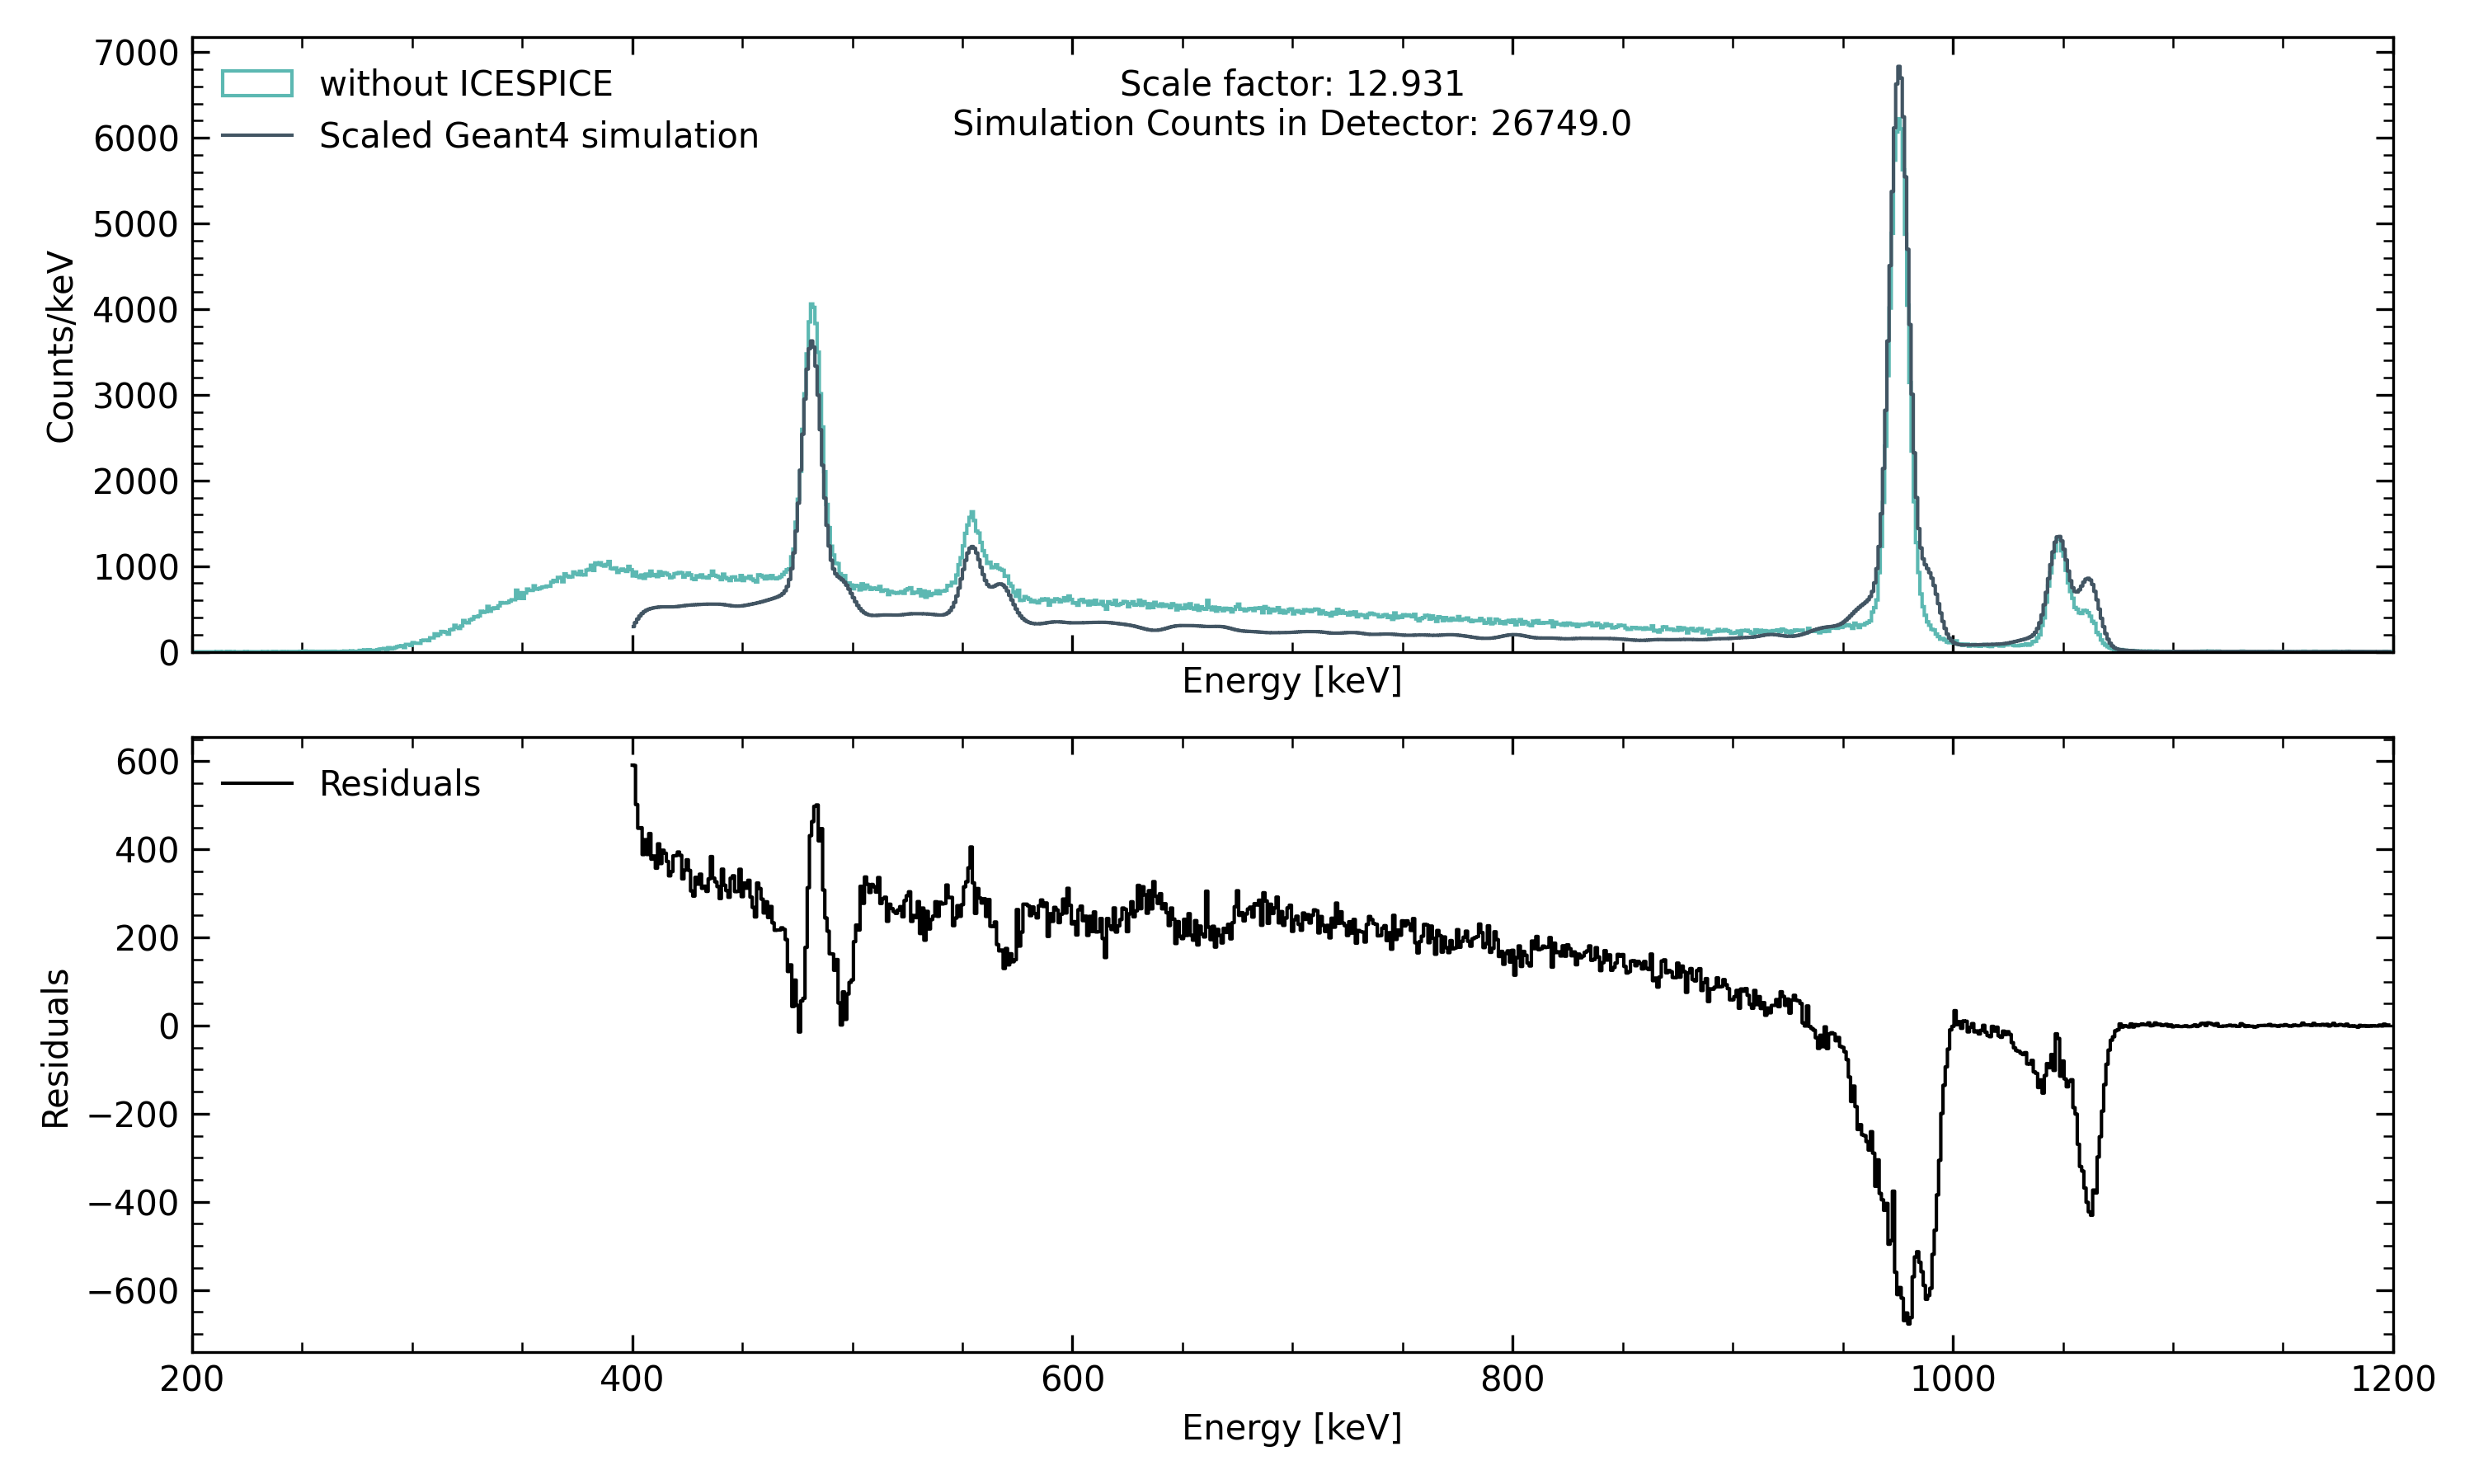 7000
6000
5000
4000
3000
2000
1000
0
Counts/keV
without ICESPICE
Scaled Geant4 simulation
Scale factor: 12.931
Simulation Counts in Detector: 26749.0
Energy [keV]
600
400
200
0
−200
−400
−600
Residuals
Residuals
200
400
600
800
1000
1200
Energy [keV]